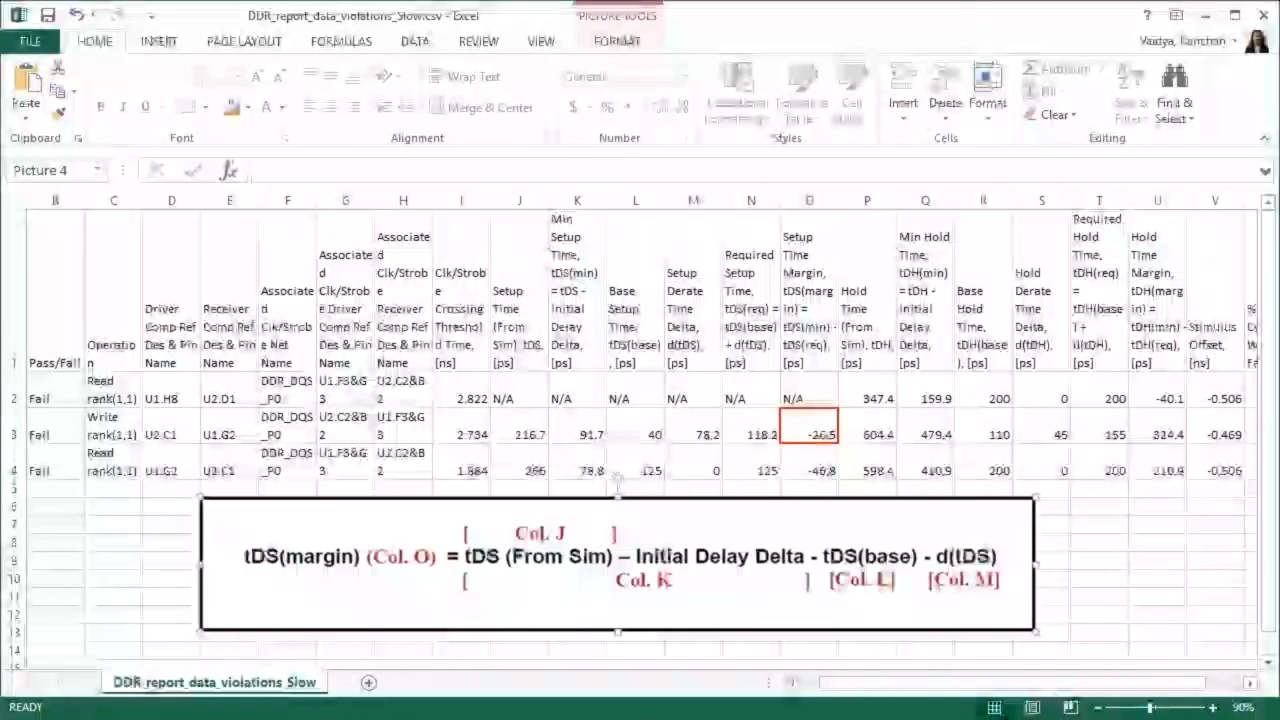 DDR_report_data_violations_Slow.csv - Excel
PICTURE TOOLS
FILE HOME INSERT PAGE LAYOUT FORMULAS DATA REVIEW VIEW FORMAT
Wrap Text General
Paste Merge & Center Insert Delete Format Clear Find & Select
Clipboard Font Alignment Number Styles Cells Editing
Picture 4
B C D E F G H I J K L M N O P Q R S T U V
Pass/Fail
Operation
Driver Comp Ref Des & Pin Name
Receiver Comp Ref Des & Pin Name
Associated Clk/Strobe Net
Associated Clk/Strobe Driver Comp Ref Des & Pin Name
Associated Clk/Strobe Receiver Comp Ref Des & Pin Name
Clk/Strobe Crossing Threshold Time, [ns]
Setup Time (From Sim), tDS, [ps]
Min Setup Time, tDS(min) = tDS - Initial Delay Delta, [ps]
Base Setup Time, tDS(base), [ps]
Setup Derate Time Delta, d(tDS), [ps]
Required Setup Time, tDS(req) = tDS(base) + d(tDS), [ps]
Setup Time Margin, tDS(margin) = tDS(min) - tDS(req), [ps]
Hold Time (From Sim), tDH, [ps]
Min Hold Time, tDH(min) = tDH - Initial Delay Delta, [ps]
Base Hold Time, tDH(base), [ps]
Hold Derate Time Delta, d(tDH), [ps]
Required Hold Time, tDH(req) = tDH(base) + d(tDH), [ps]
Hold Time Margin, tDH(margin) = tDH(min) -
Stimulus Offset, [ns]
2 Fail Read rank(1,1) U1.H8 U2.D1 DDR_DQS_P0 U1.F3&G3 U2.C2&B2 2.822 N/A N/A N/A N/A N/A N/A 347.4 159.9 200 0 200 -40.1 -0.506
3 Fail Write rank(1,1) U2.C1 U1.G2 DDR_DQS_P0 U2.C2&B2 U1.F3&G3 2.734 216.7 91.7 40 78.2 118.2 -26.5 604.4 479.4 110 45 155 324.4 -0.469
4 Fail Read rank(1,1) U1.G2 U2.C1 DDR_DQS_P0 U1.F3&G3 U2.C2&B2 1.884 266 78.8 125 0 125 -46.8 598.4 410.9 200 0 200 210.9 -0.506
[ Col. J ]
tDS(margin) (Col. O) = tDS (From Sim) – Initial Delay Delta - tDS(base) - d(tDS)
[ Col. K ] [Col. L] [Col. M]
DDR_report_data_violations_Slow
READY 90%